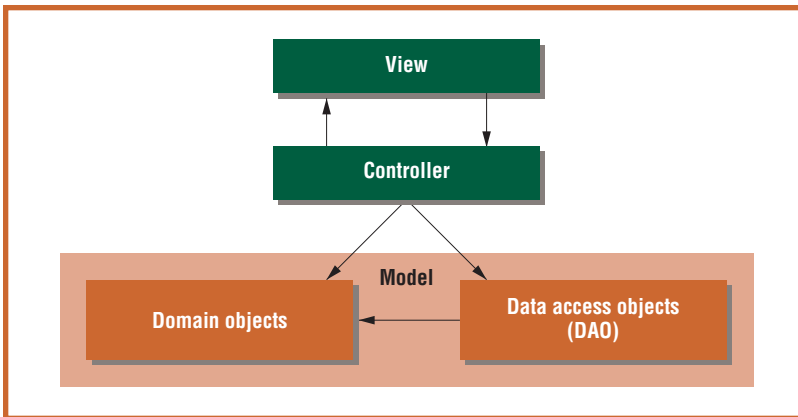 View
Controller
Model
Domain objects
Data access objects
(DAO)